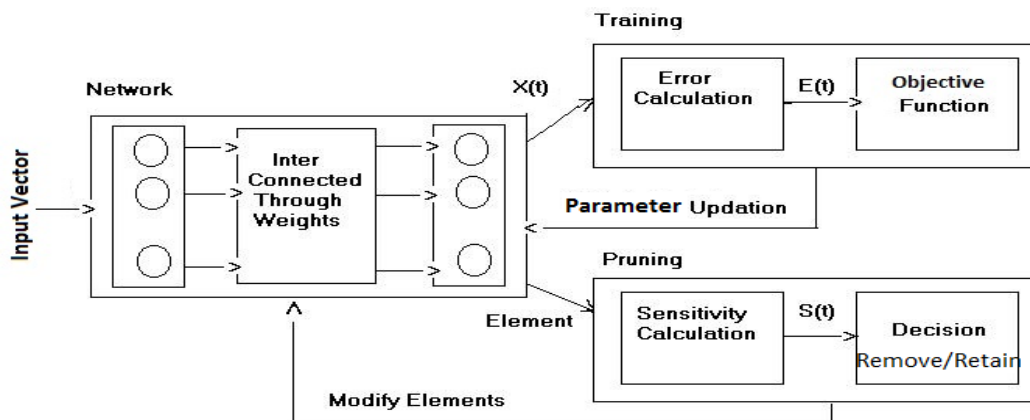 Training
Network
X(t)
Error
Calculation
E(t)
Objective
Function
Input Vector
Inter
Connected
Through
Weights
Parameter Updation
Pruning
Element
Sensitivity
Calculation
S(t)
Decision
Remove/Retain
Modify Elements